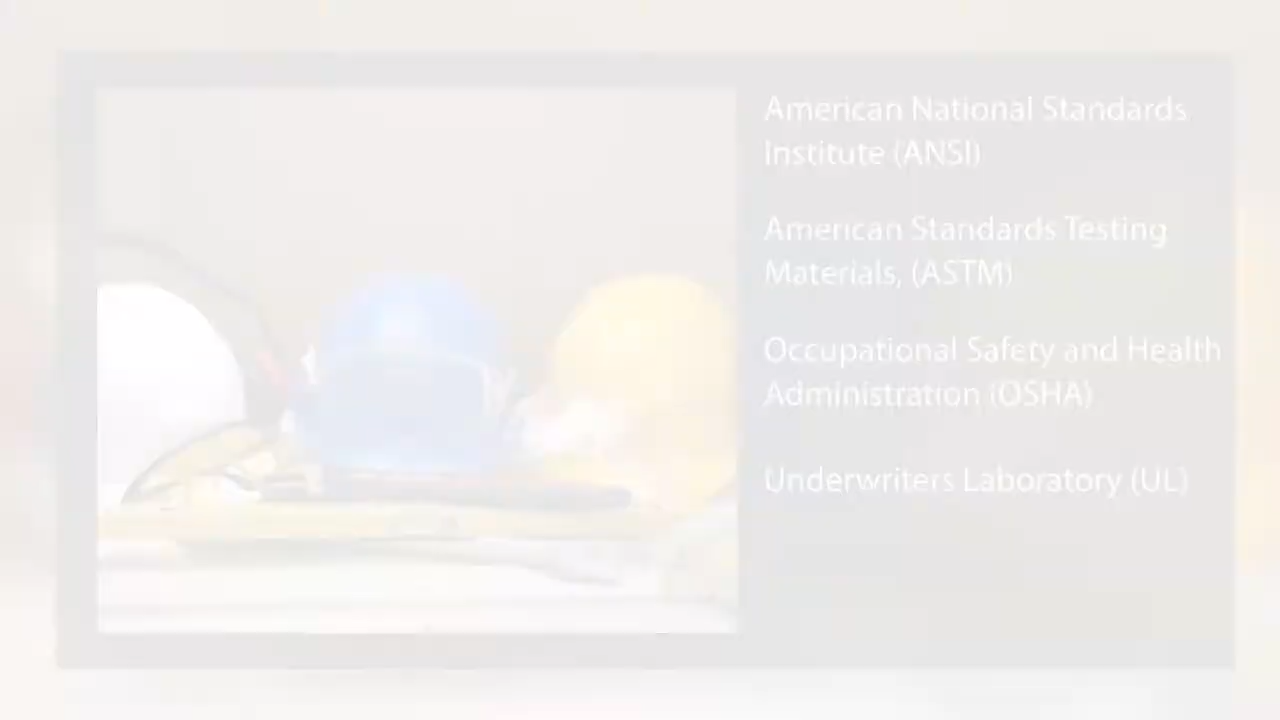 American National Standards
Institute (ANSI)
American Standards Testing
Materials, (ASTM)
Occupational Safety and Health
Administration (OSHA)
Underwriters Laboratory (UL)